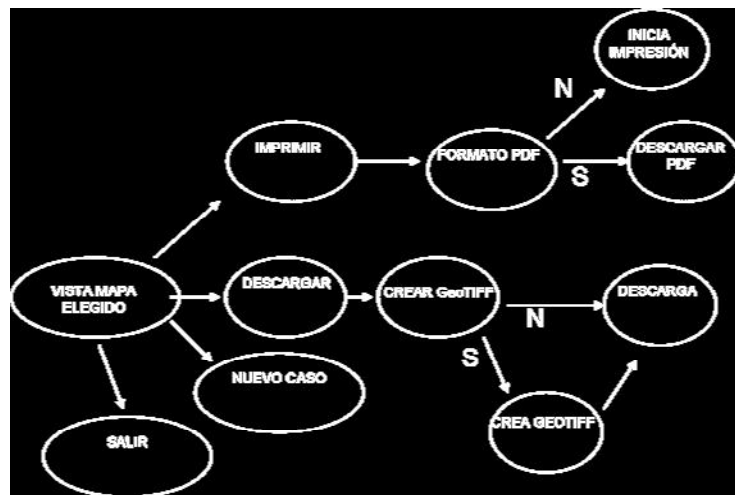 INICIA
IMPRESIÓN
N
IMPRIMIR
FORMATO PDF
DESCARGAR
PDF
S
VISTA MAPA
ELEGIDO
DESCARGAR
CREAR GeoTIFF
DESCARGA
N
S
NUEVO CASO
CREA GEOTIFF
SALIR